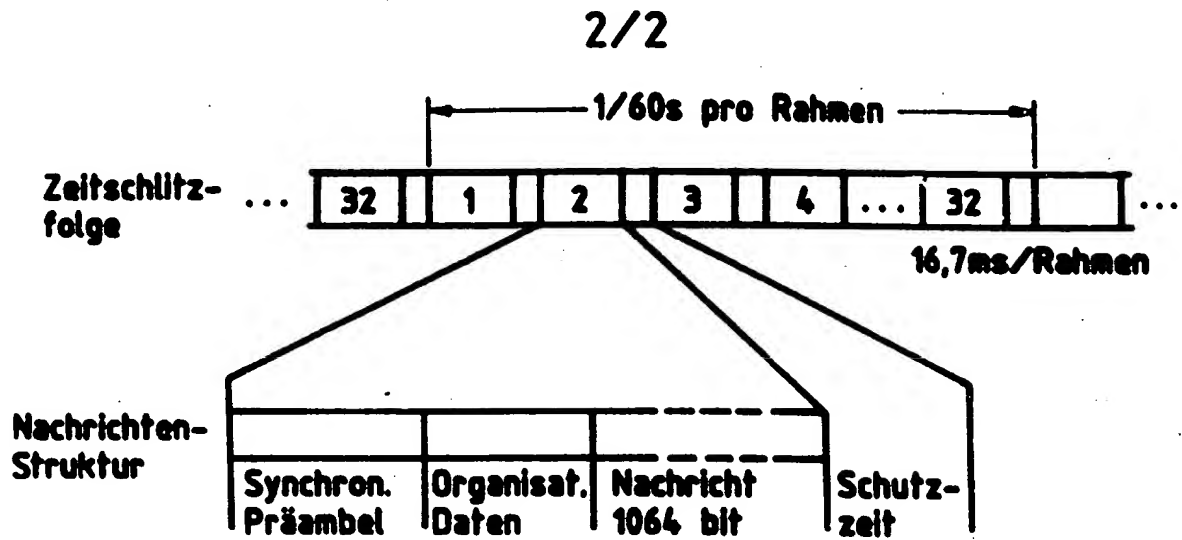 2/2
1/60s pro Rahmen
Zeitschlitz-
folge
... 32 1 2 3 4 ... 32 ...
16,7ms/Rahmen
Nachrichten-
Struktur
Synchron.
Präambel
Organisat.
Daten
Nachricht
1064 bit
Schutz-
zeit